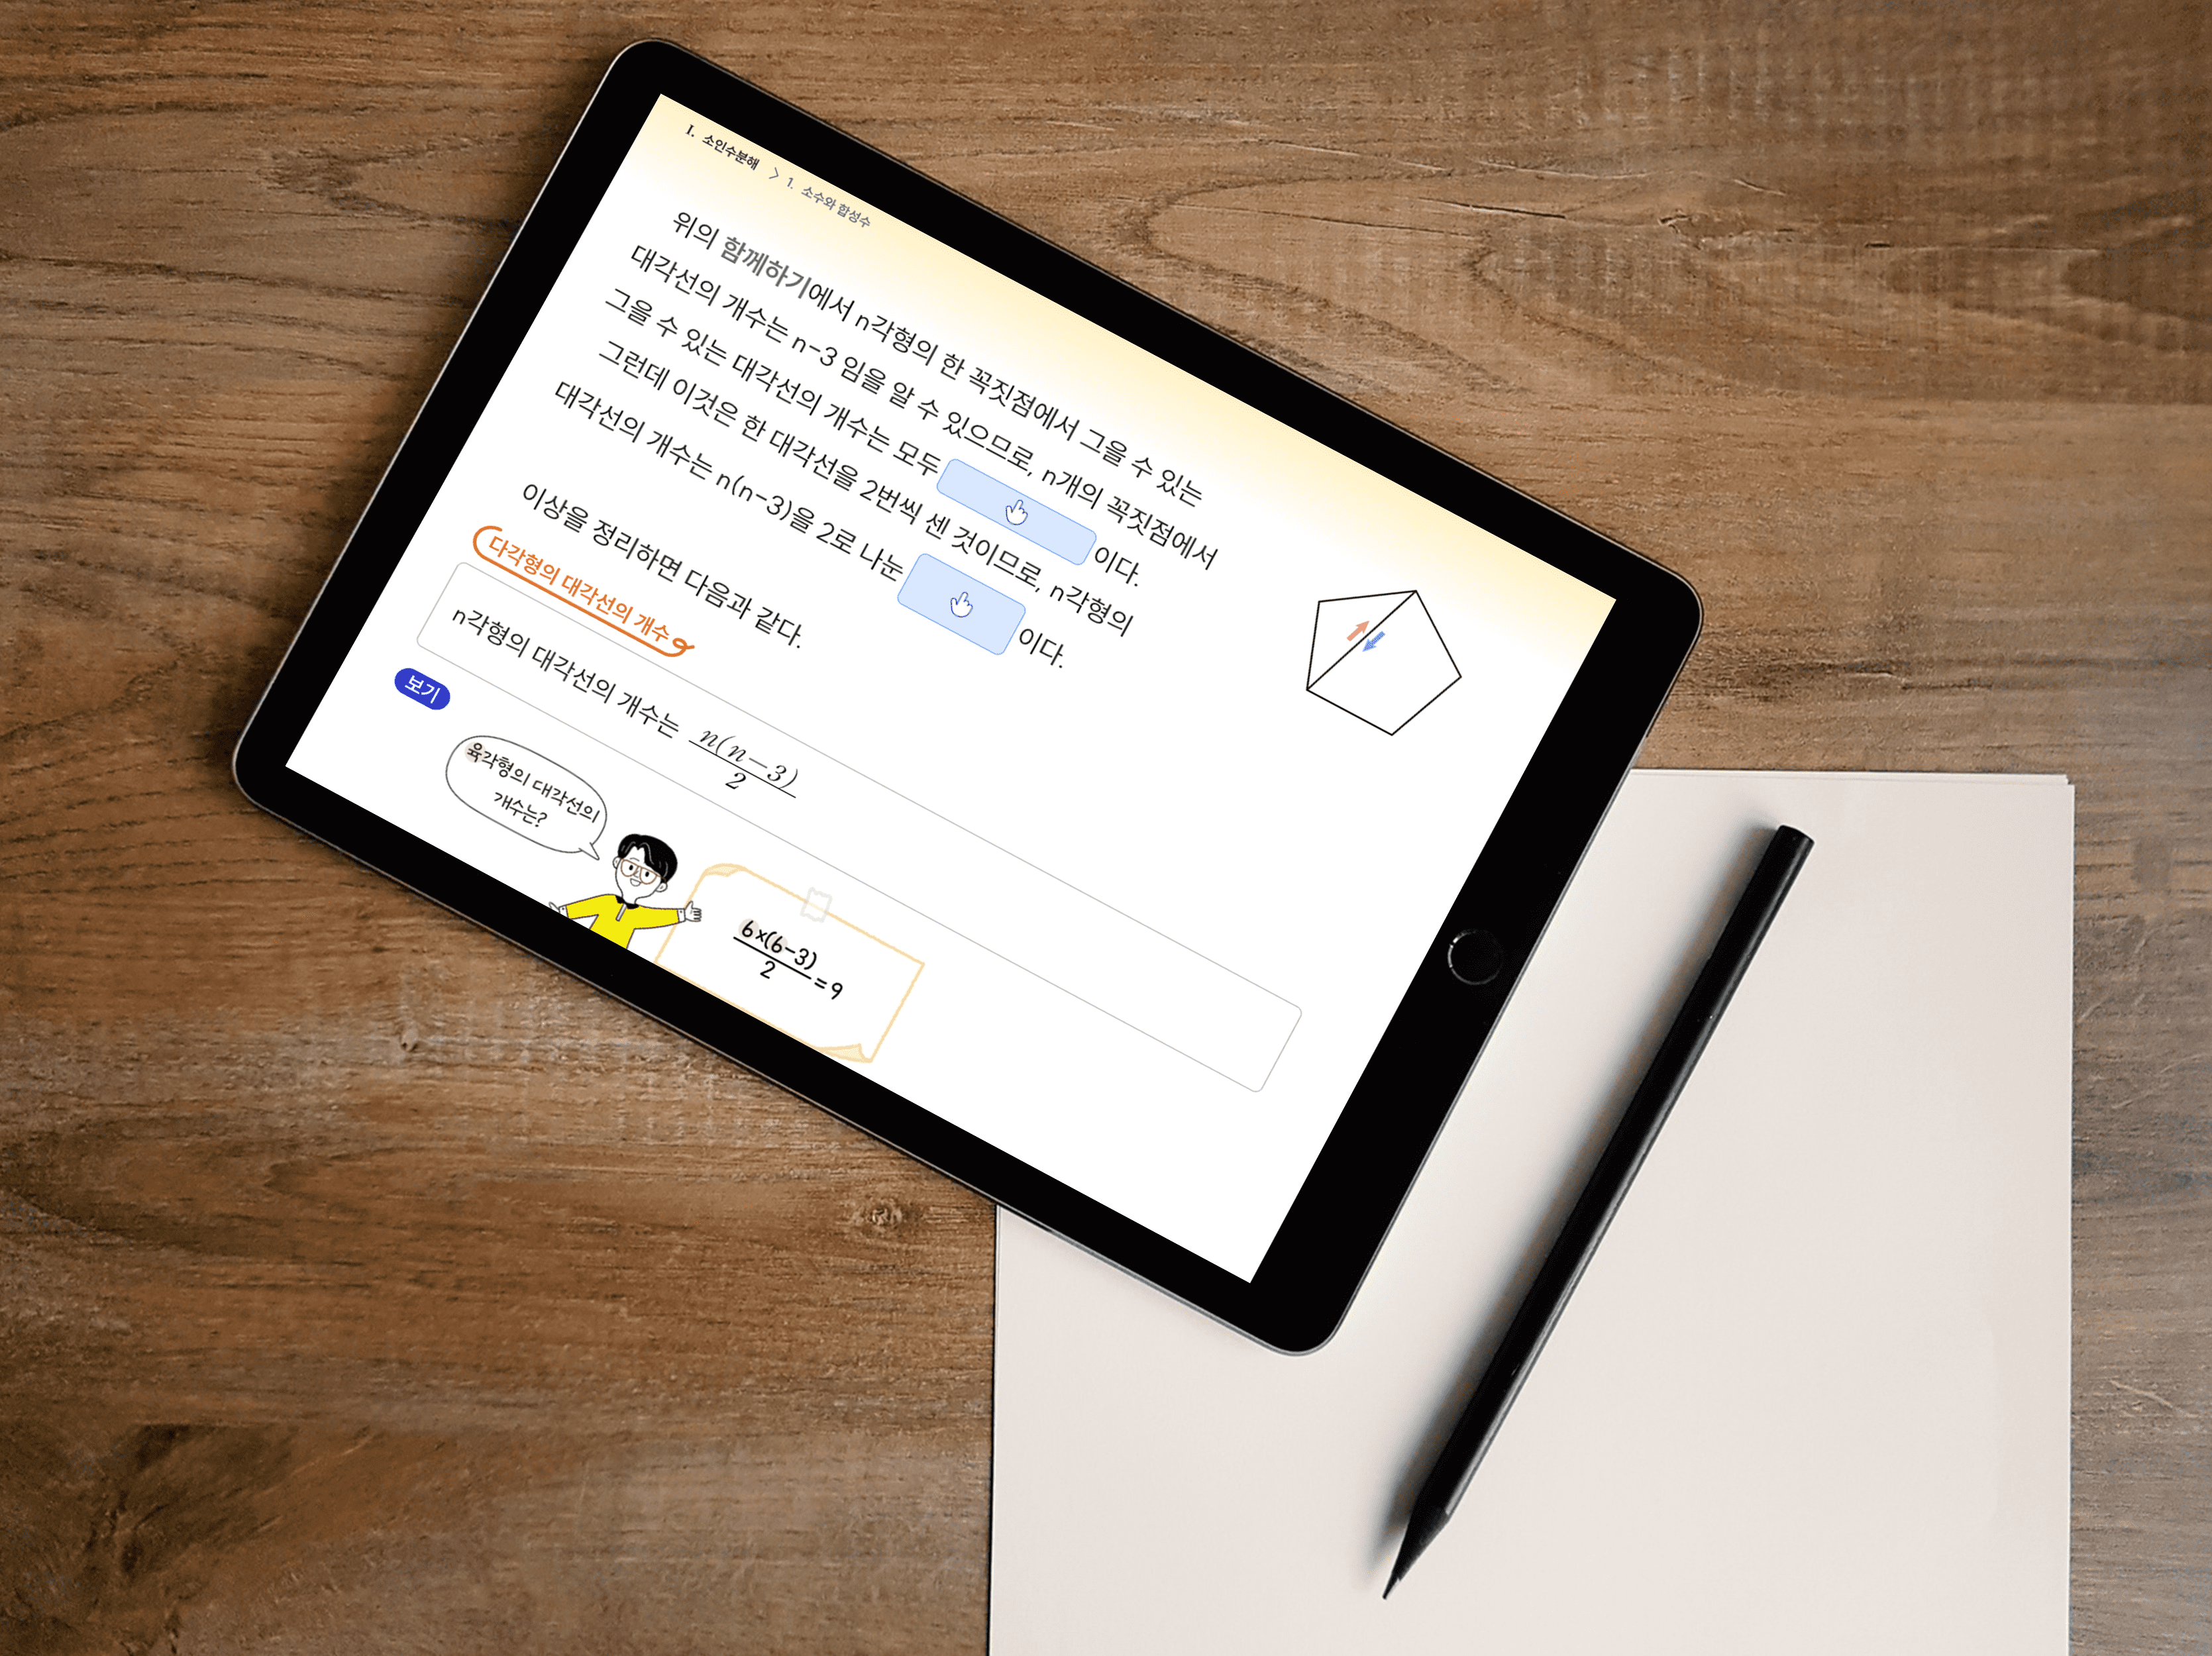 I. 소인수분해 > 1. 소수와 합성수
위의 함께하기에서 n각형의 한 꼭짓점에서 그을 수 있는
대각선의 개수는 n-3 임을 알 수 있으므로, n개의 꼭짓점에서
그을 수 있는 대각선의 개수는 모두 이다.
그런데 이것은 한 대각선을 2번씩 센 것이므로, n각형의
대각선의 개수는 n(n-3)을 2로 나눈 이다.
이상을 정리하면 다음과 같다.
다각형의 대각선의 개수
n각형의 대각선의 개수는 n(n-3)/2
보기
육각형의 대각선의
개수는?
6×(6-3)/2=9